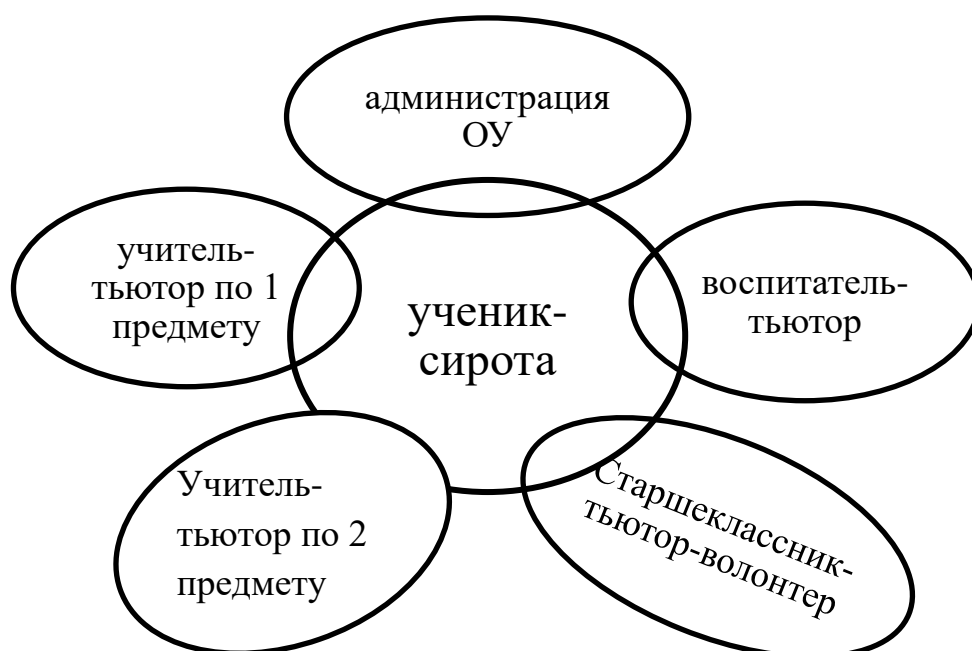 администрация
ОУ
учитель-
тьютор по 1
предмету
ученик-
сирота
воспитатель-
тьютор
Учитель-
тьютор по 2
предмету
Старшеклассник-
тьютор-волонтер